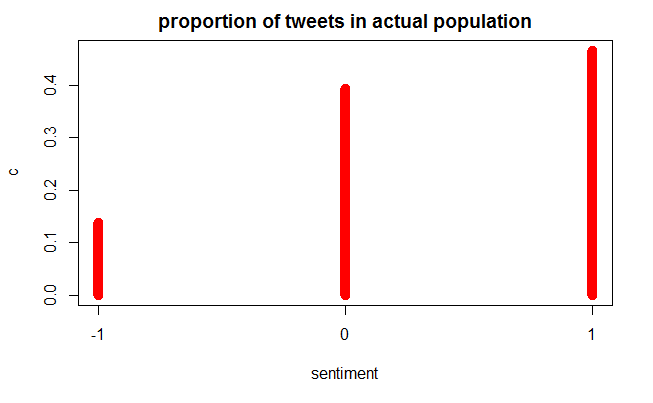 proportion of tweets in actual population
c
0.4
0.3
0.2
0.1
0.0
-1 0 1
sentiment